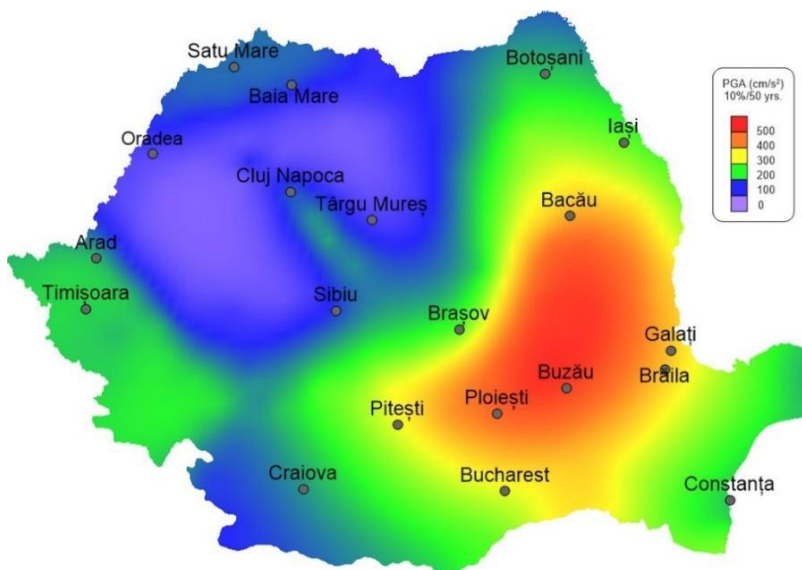 Satu Mare
Botoșani
Baia Mare
PGA (cm/s²)
10%/50 yrs.
500
400
300
200
100
0
Iași
Oradea
Cluj Napoca
Târgu Mureș
Bacău
Arad
Timișoara
Sibiu
Brașov
Galați
Brăila
Buzău
Ploiești
Pitești
Craiova
Bucharest
Constanța